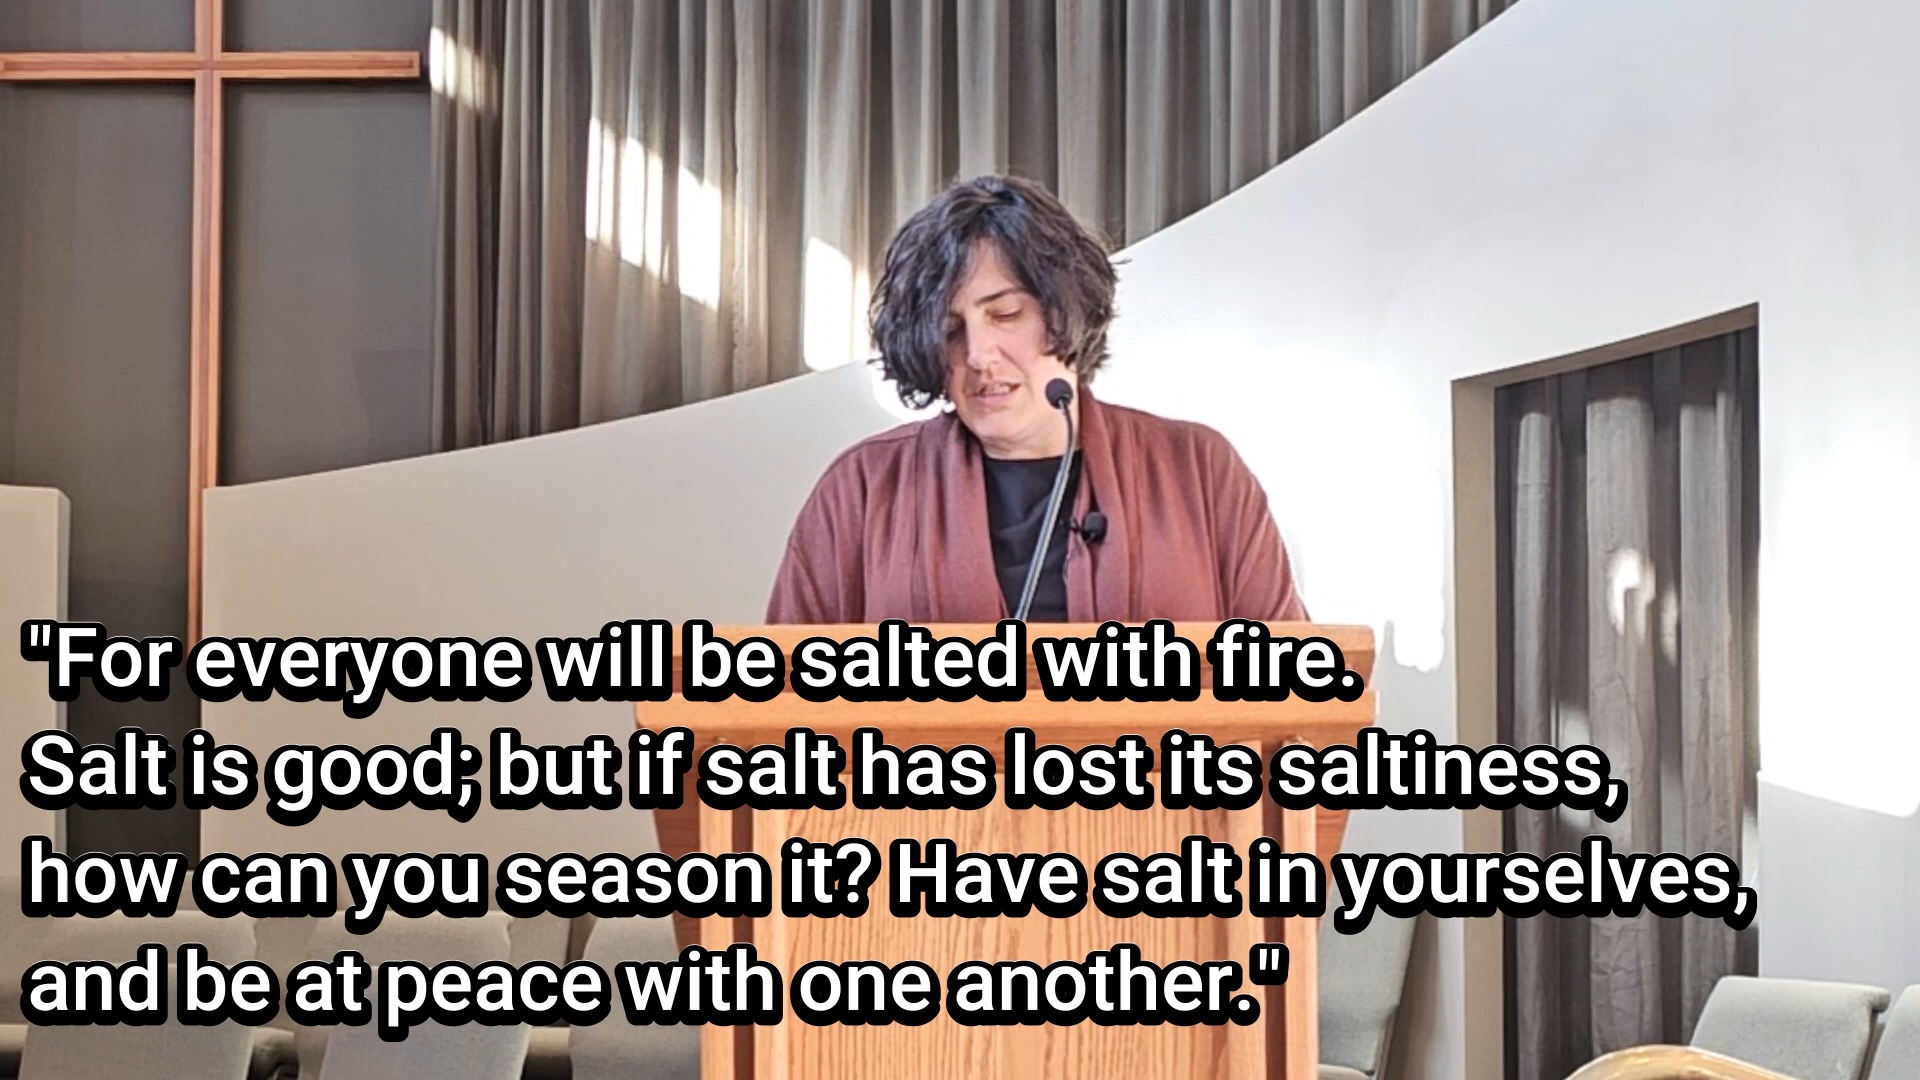 "For everyone will be salted with fire.
Salt is good; but if salt has lost its saltiness,
how can you season it? Have salt in yourselves,
and be at peace with one another."